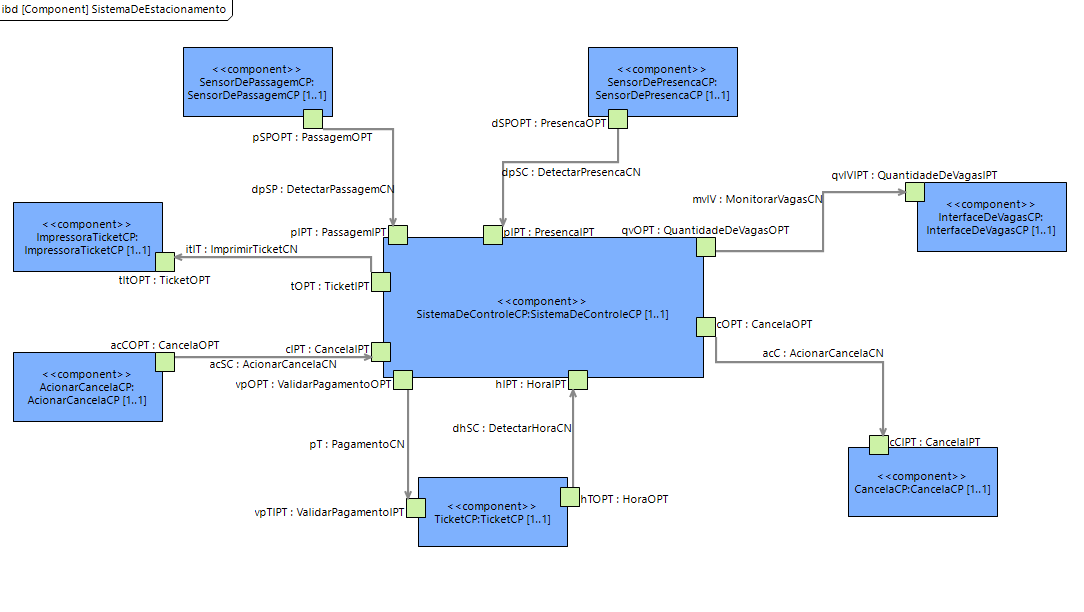 ibd [Component] SistemaDeEstacionamento
<<component>>
SensorDePassagemCP:
SensorDePassagemCP [1..1]
<<component>>
SensorDePresencaCP:
SensorDePresencaCP [1..1]
pSPOPT : PassagemOPT
dSPOPT : PresencaOPT
dpSP : DetectarPassagemCN
dpSC : DetectarPresencaCN
qvIVIPT : QuantidadeDeVagasIPT
mvIV : MonitorarVagasCN
<<component>>
InterfaceDeVagasCP:
InterfaceDeVagasCP [1..1]
<<component>>
ImpressoraTicketCP:
ImpressoraTicketCP [1..1]
pIPT : PassagemIPT
pIPT : PresencaIPT
qvOPT : QuantidadeDeVagasOPT
itIT : ImprimirTicketCN
tItOPT : TicketOPT
tOPT : TicketIPT
<<component>>
SistemaDeControleCP:SistemaDeControleCP [1..1]
cOPT : CancelaOPT
acCOPT : CancelaOPT
cIPT : CancelaIPT
acSC : AcionarCancelaCN
acC : AcionarCancelaCN
<<component>>
AcionarCancelaCP:
AcionarCancelaCP [1..1]
vpOPT : ValidarPagamentoOPT
hIPT : HoraIPT
pT : PagamentoCN
dhSC : DetectarHoraCN
cCIPT : CancelaIPT
<<component>>
CancelaCP:CancelaCP [1..1]
vpTIPT : ValidarPagamentoIPT
<<component>>
TicketCP:TicketCP [1..1]
hTOPT : HoraOPT